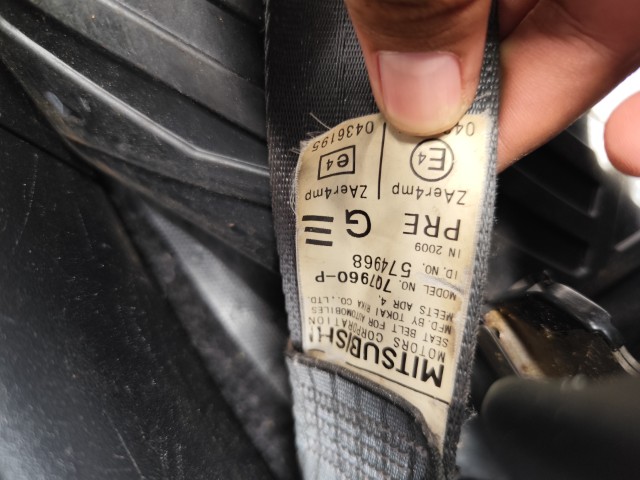 MITSUBISHI
MOTORS CORPORATION
SEAT BELT FOR AUTOMOBILES
MFD. BY TOKAI RIKA CO., LTD.
MEETS ADR 4.
MODEL NO. 7Q7960-P
ID. NO. 574968
IN 2009
PRE G
ZAer4mp ZAer4mp
E4 e4
0436195